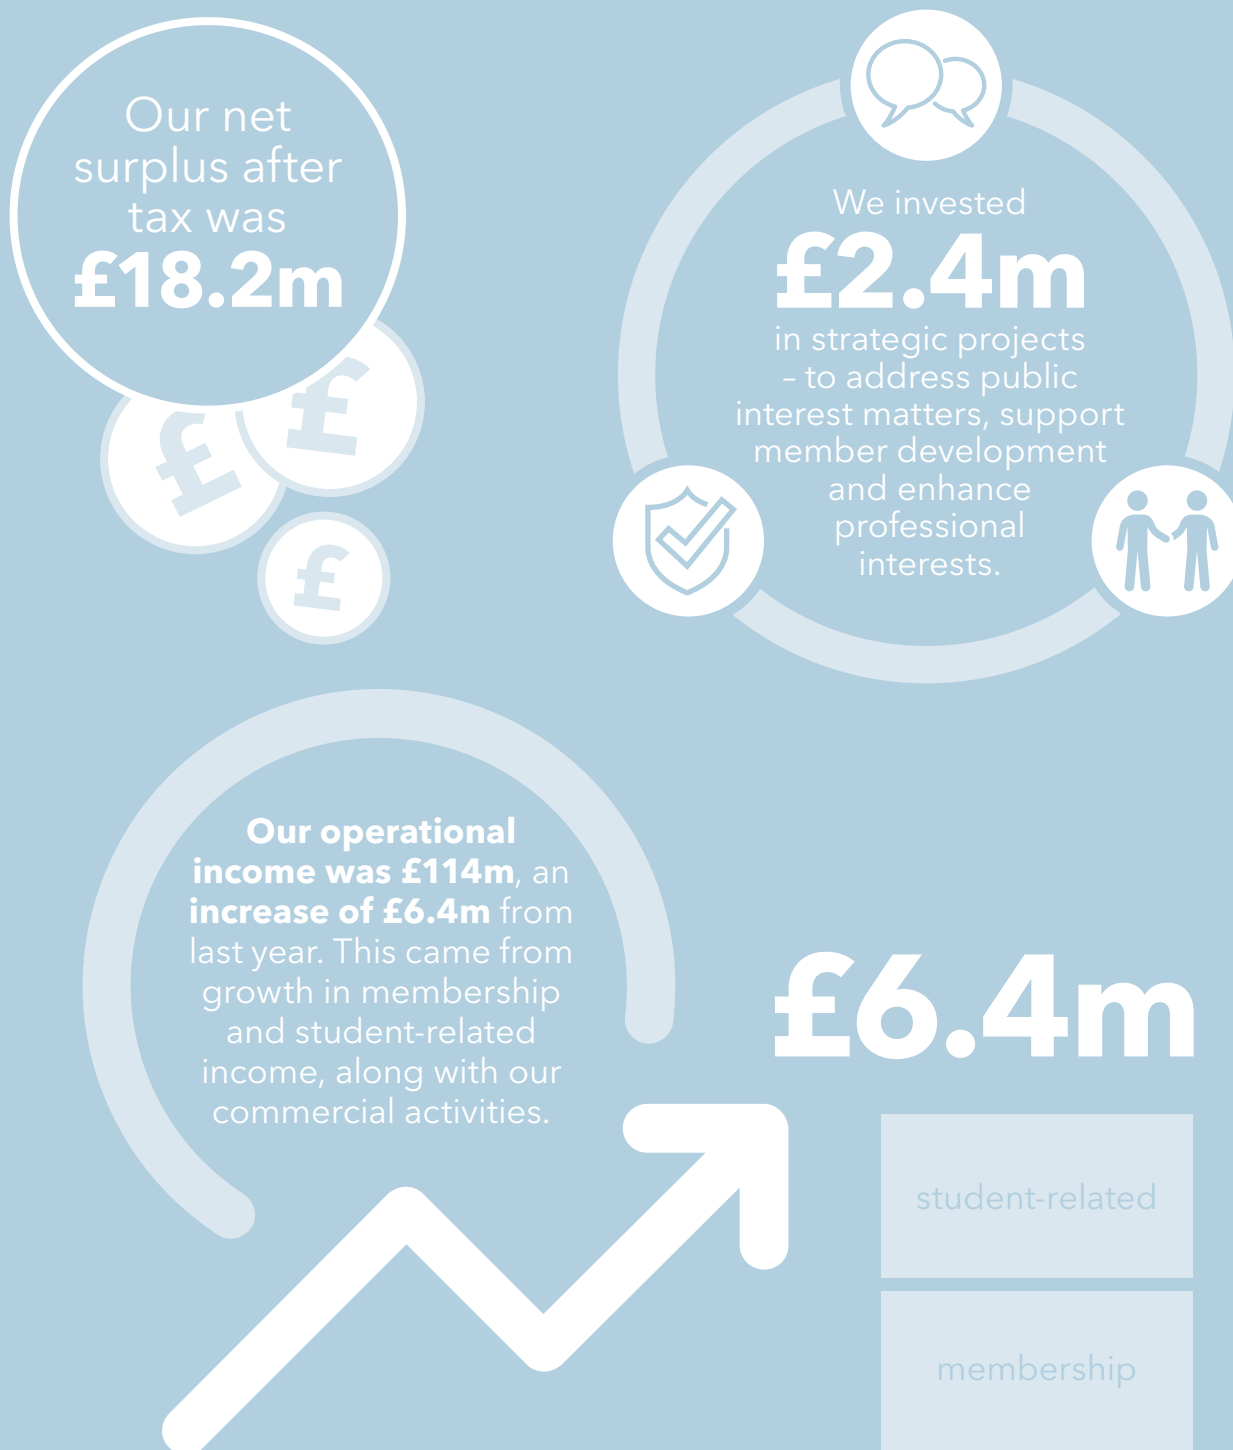 Our net
surplus after
tax was
£18.2m
£
£
£
We invested
£2.4m
in strategic projects
– to address public
interest matters, support
member development
and enhance
professional
interests.
Our operational
income was £114m, an
increase of £6.4m from
last year. This came from
growth in membership
and student-related
income, along with our
commercial activities.
£6.4m
student-related
membership